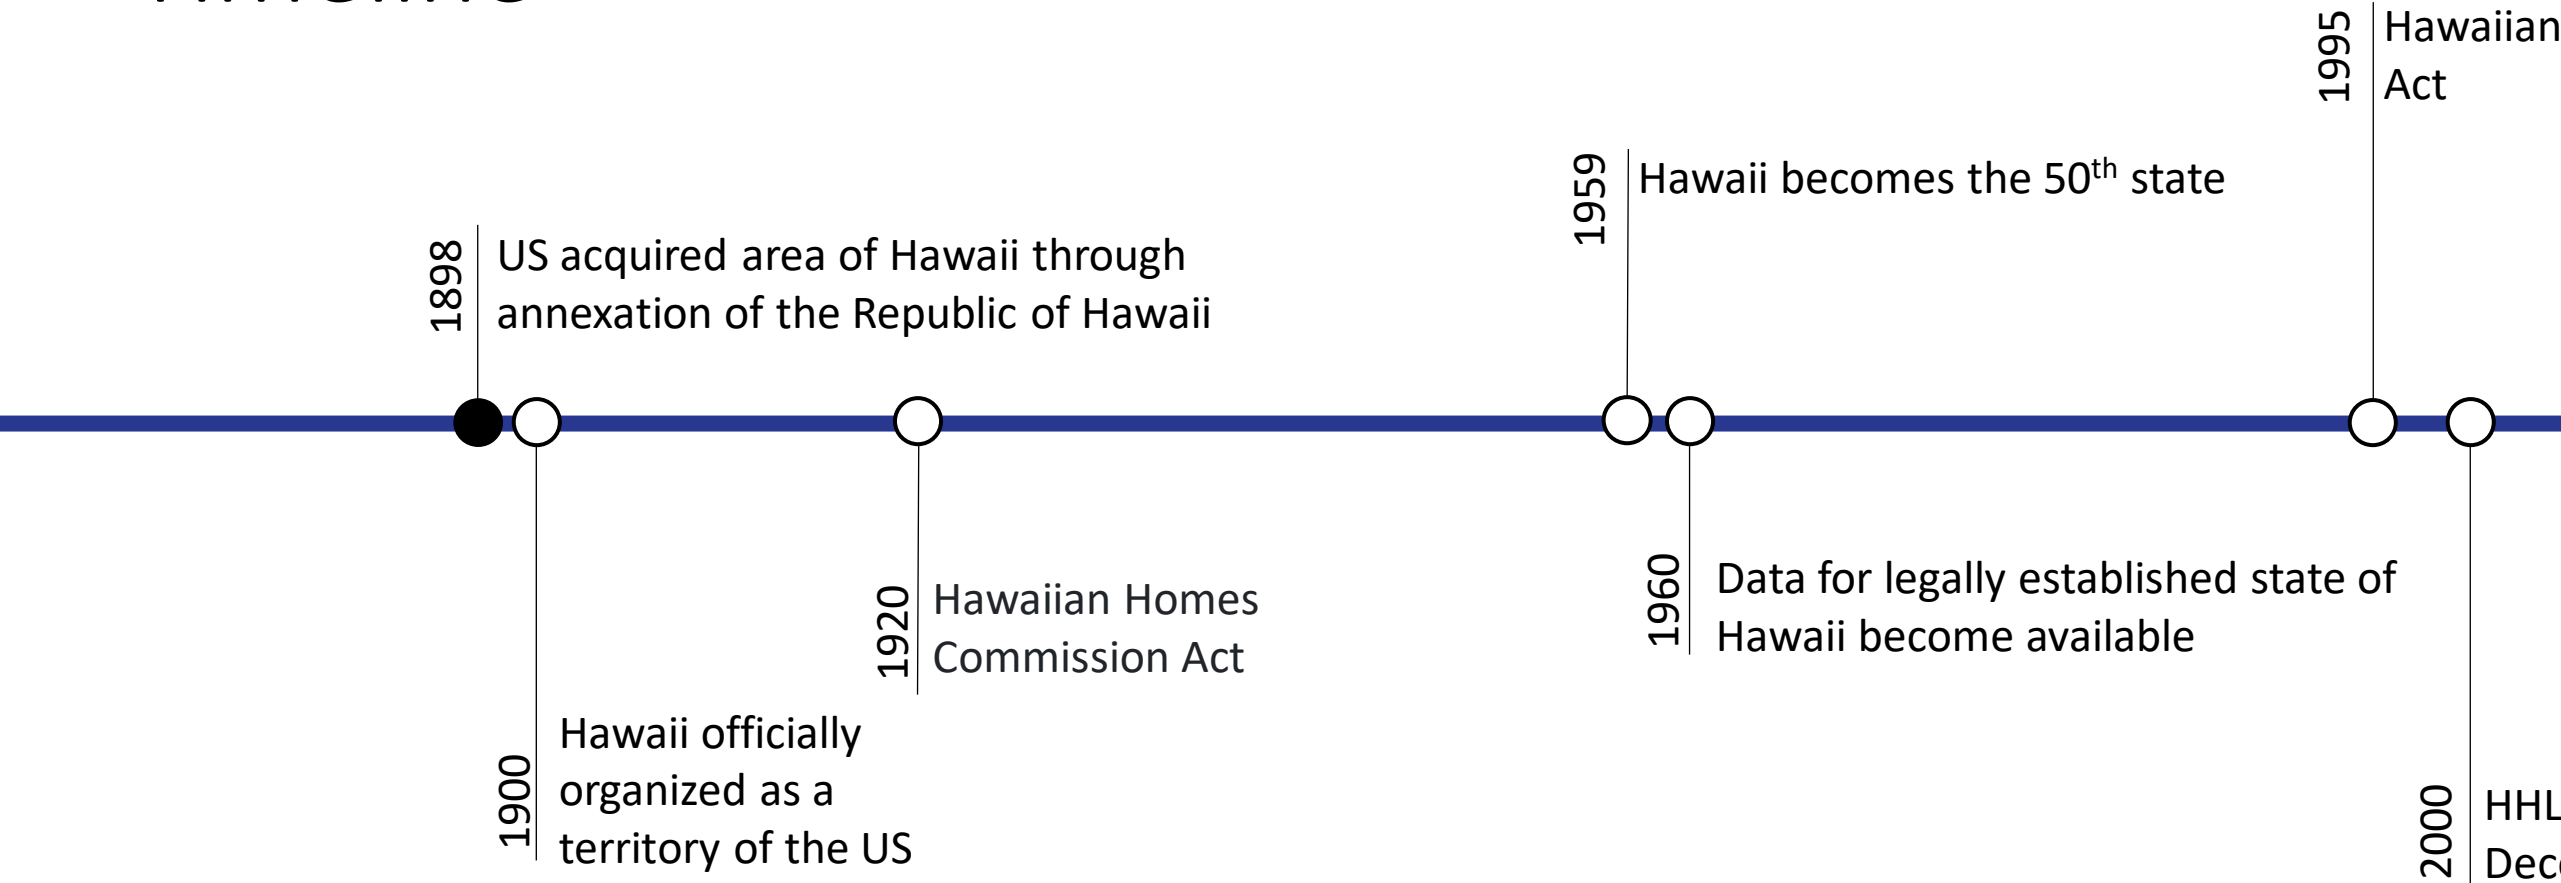 1898
US acquired area of Hawaii through
annexation of the Republic of Hawaii
1900
Hawaii officially
organized as a
territory of the US
1920
Hawaiian Homes
Commission Act
1959
Hawaii becomes the 50th state
1960
Data for legally established state of
Hawaii become available
1995
Hawaiian
Act
2000
HHL